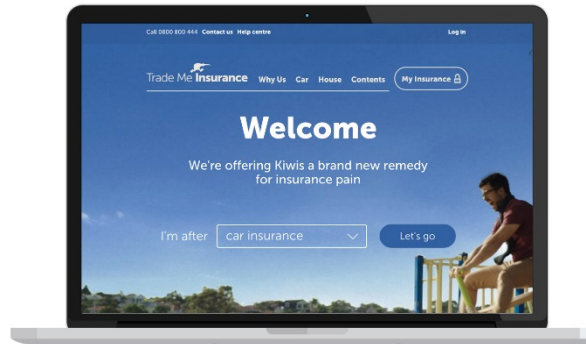 Call 0800 800 444 Contact us Help centre Log in
Trade Me Insurance Why Us Car House Contents My Insurance
Welcome
We're offering Kiwis a brand new remedy
for insurance pain
I'm after car insurance Let's go